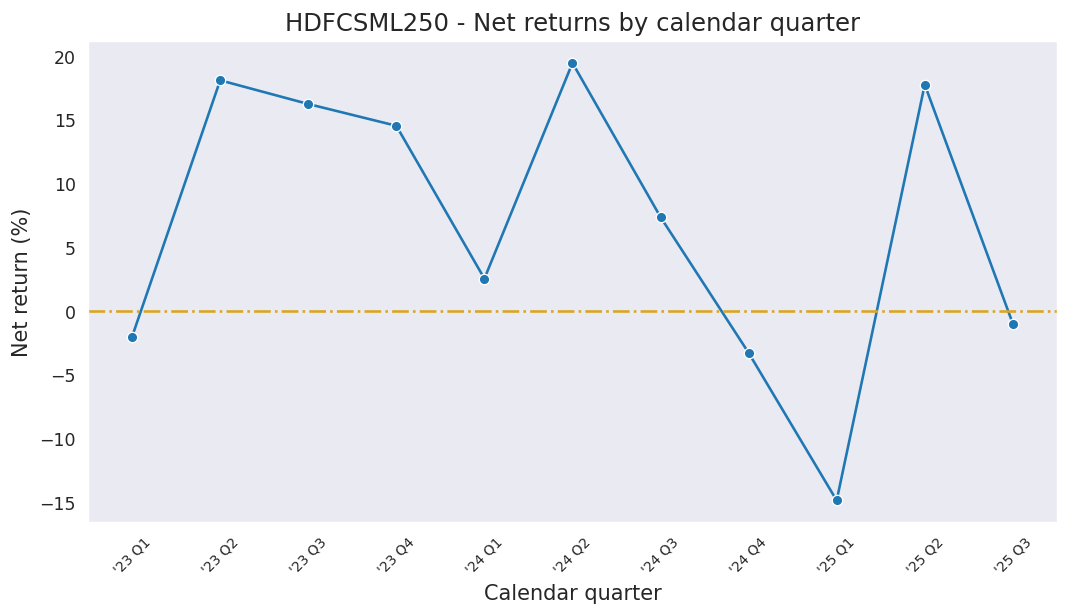 HDFCSML250 - Net returns by calendar quarter
20
15
10
5
0
−5
−10
−15
Net return (%)
'23 Q1
'23 Q2
'23 Q3
'23 Q4
'24 Q1
'24 Q2
'24 Q3
'24 Q4
'25 Q1
'25 Q2
'25 Q3
Calendar quarter